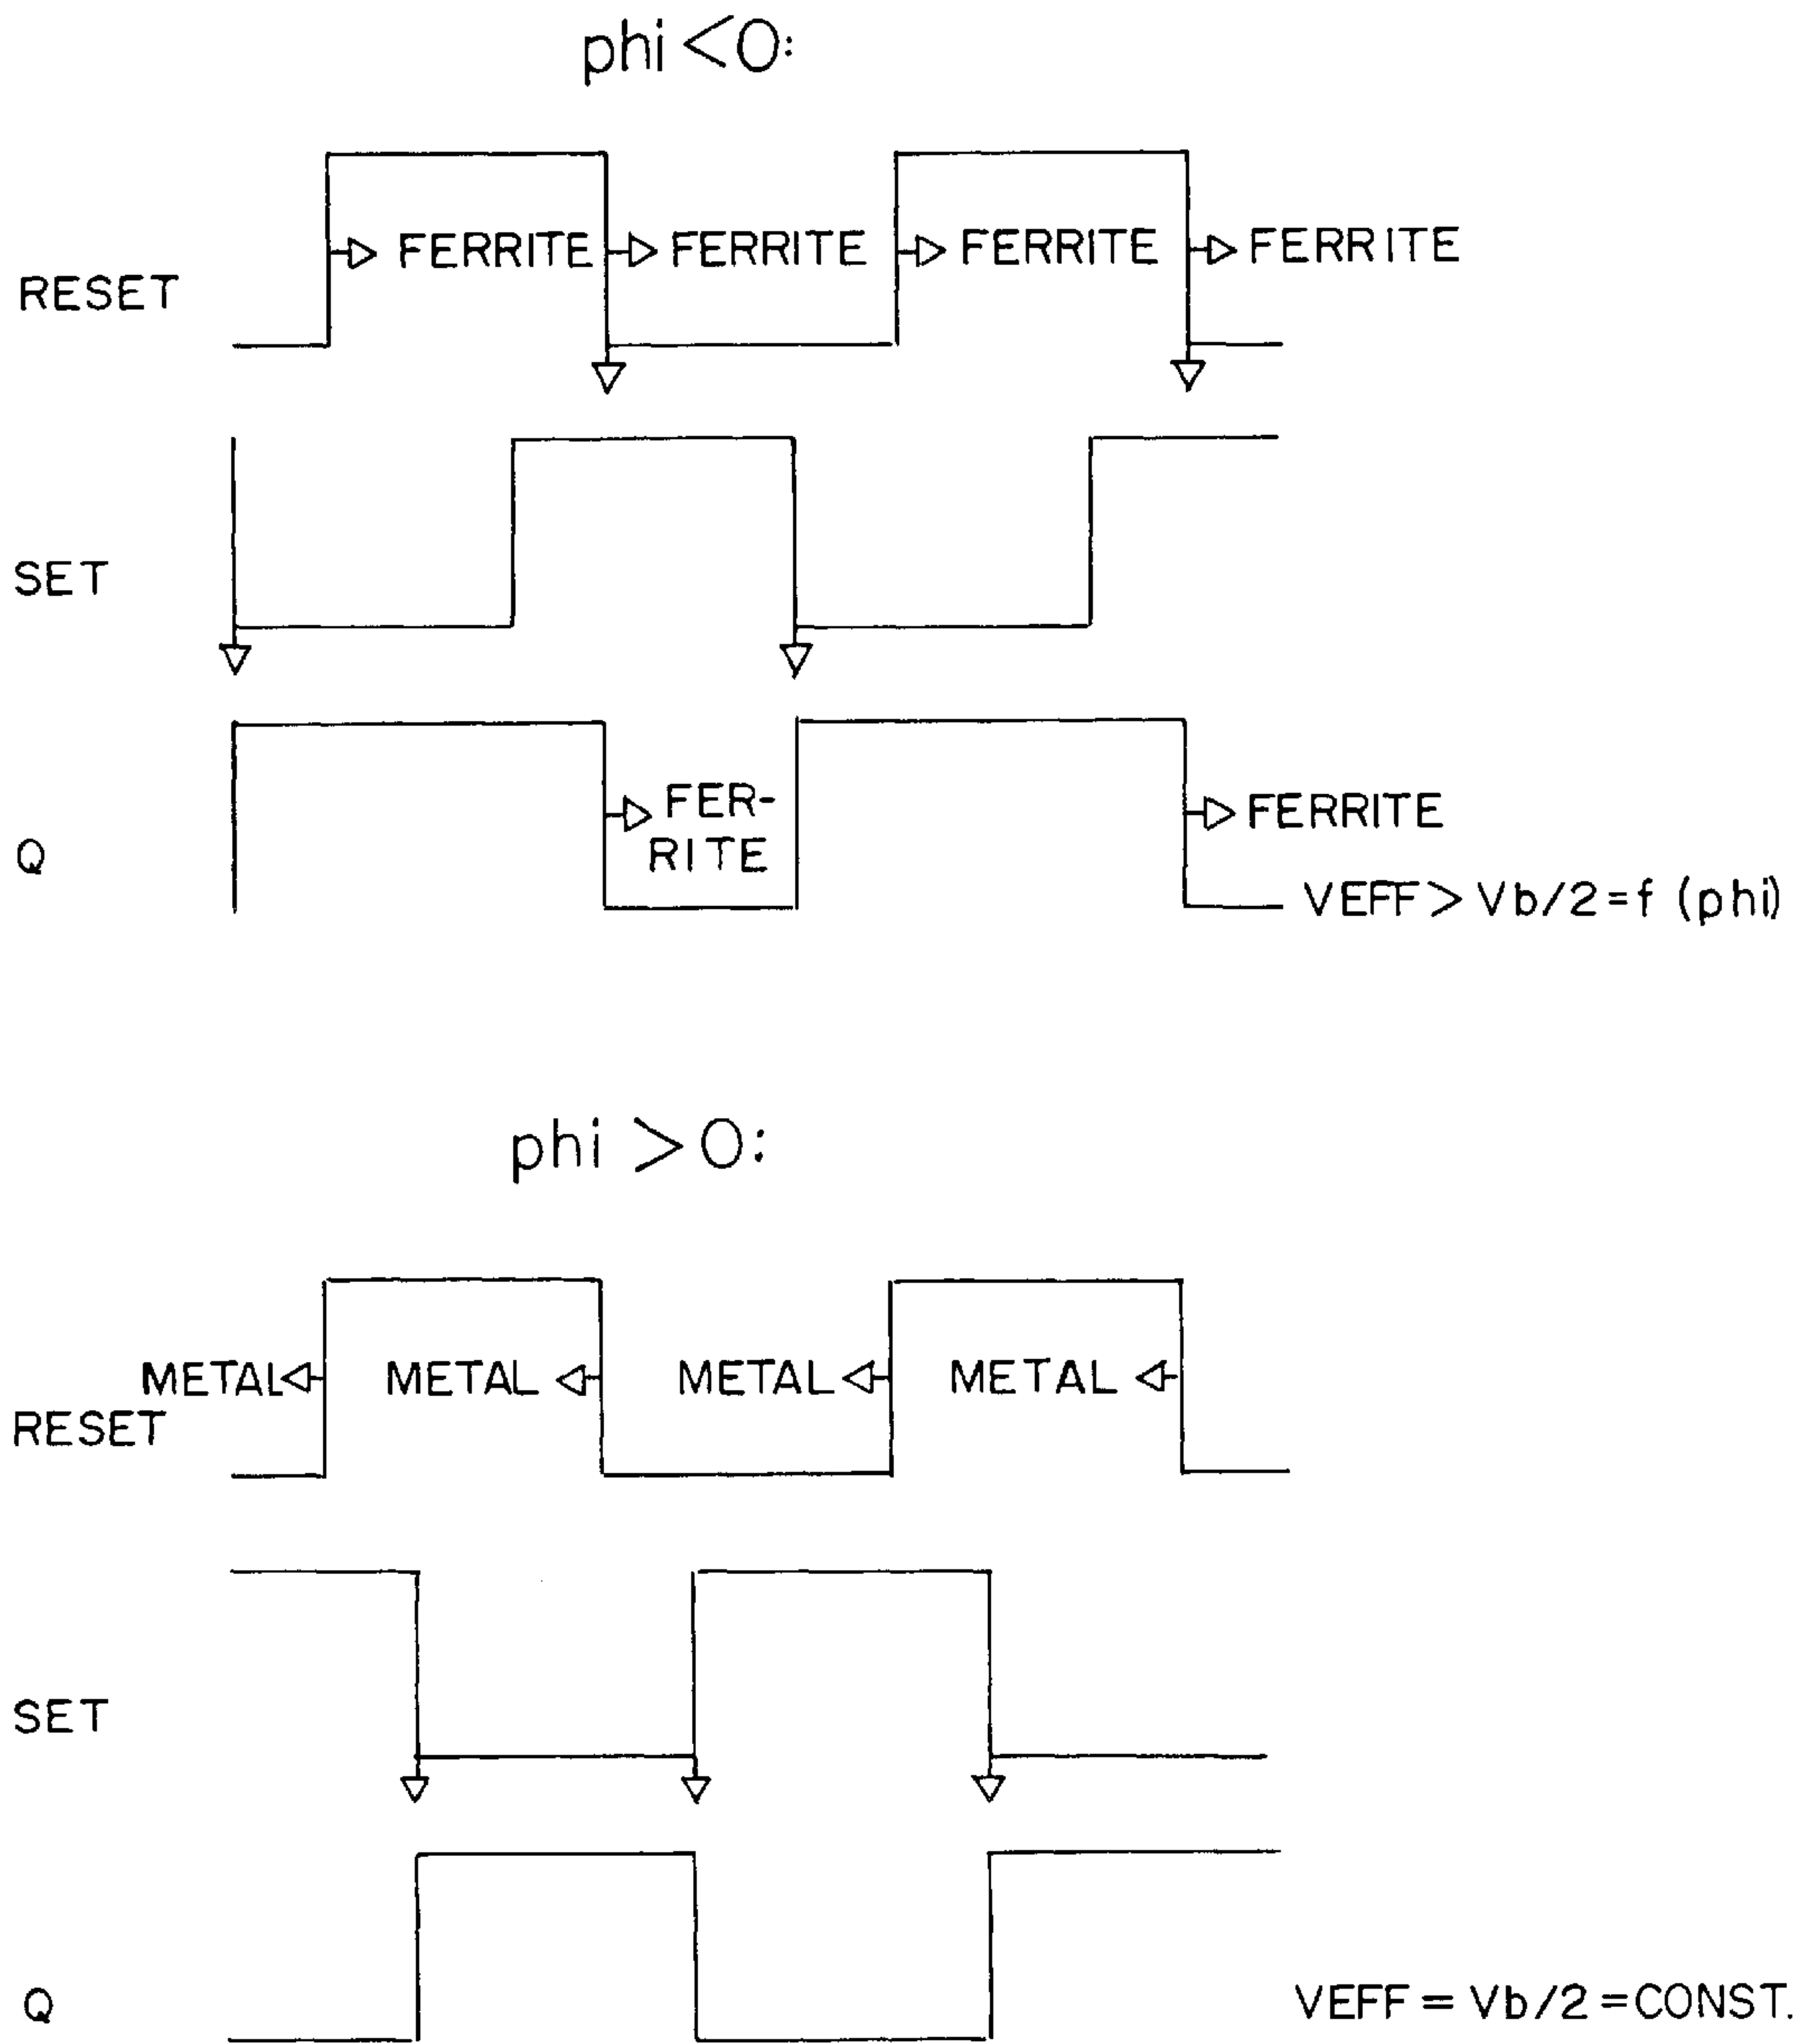 phi<0:
FERRITE FERRITE FERRITE FERRITE
RESET
SET
FER-
RITE
FERRITE
Q
VEFF > Vb/2 = f (phi)
phi >0:
METAL METAL METAL METAL
RESET
SET
Q
VEFF = Vb/2 = CONST.